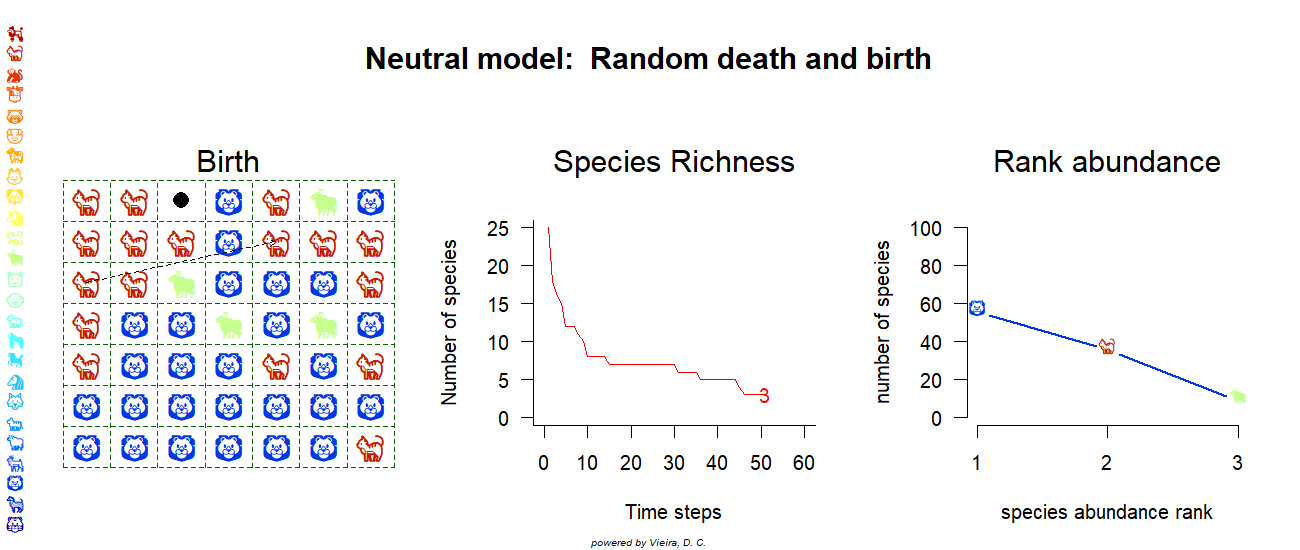 Neutral model:  Random death and birth
Birth
Species Richness
Number of species
25
20
15
10
5
0
3
0 10 20 30 40 50 60
Time steps
Rank abundance
number of species
100
80
60
40
20
0
1 2 3
species abundance rank
powered by Vieira, D. C.